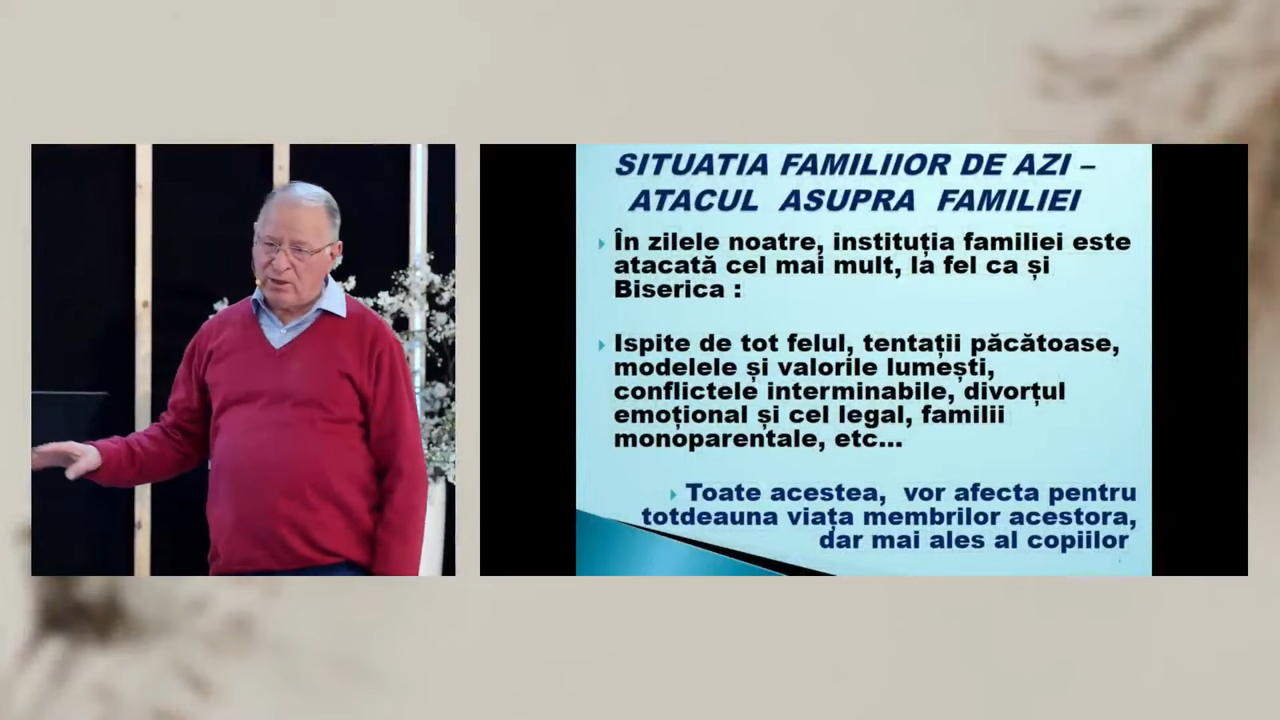 SITUATIA FAMILIIOR DE AZI –
ATACUL ASUPRA FAMILIEI
În zilele noatre, instituția familiei este
atacată cel mai mult, la fel ca și
Biserica :
Ispite de tot felul, tentații păcătoase,
modelele și valorile lumești,
conflictele interminabile, divorțul
emoțional și cel legal, familii
monoparentale, etc...
Toate acestea, vor afecta pentru
totdeauna viața membrilor acestora,
dar mai ales al copiilor